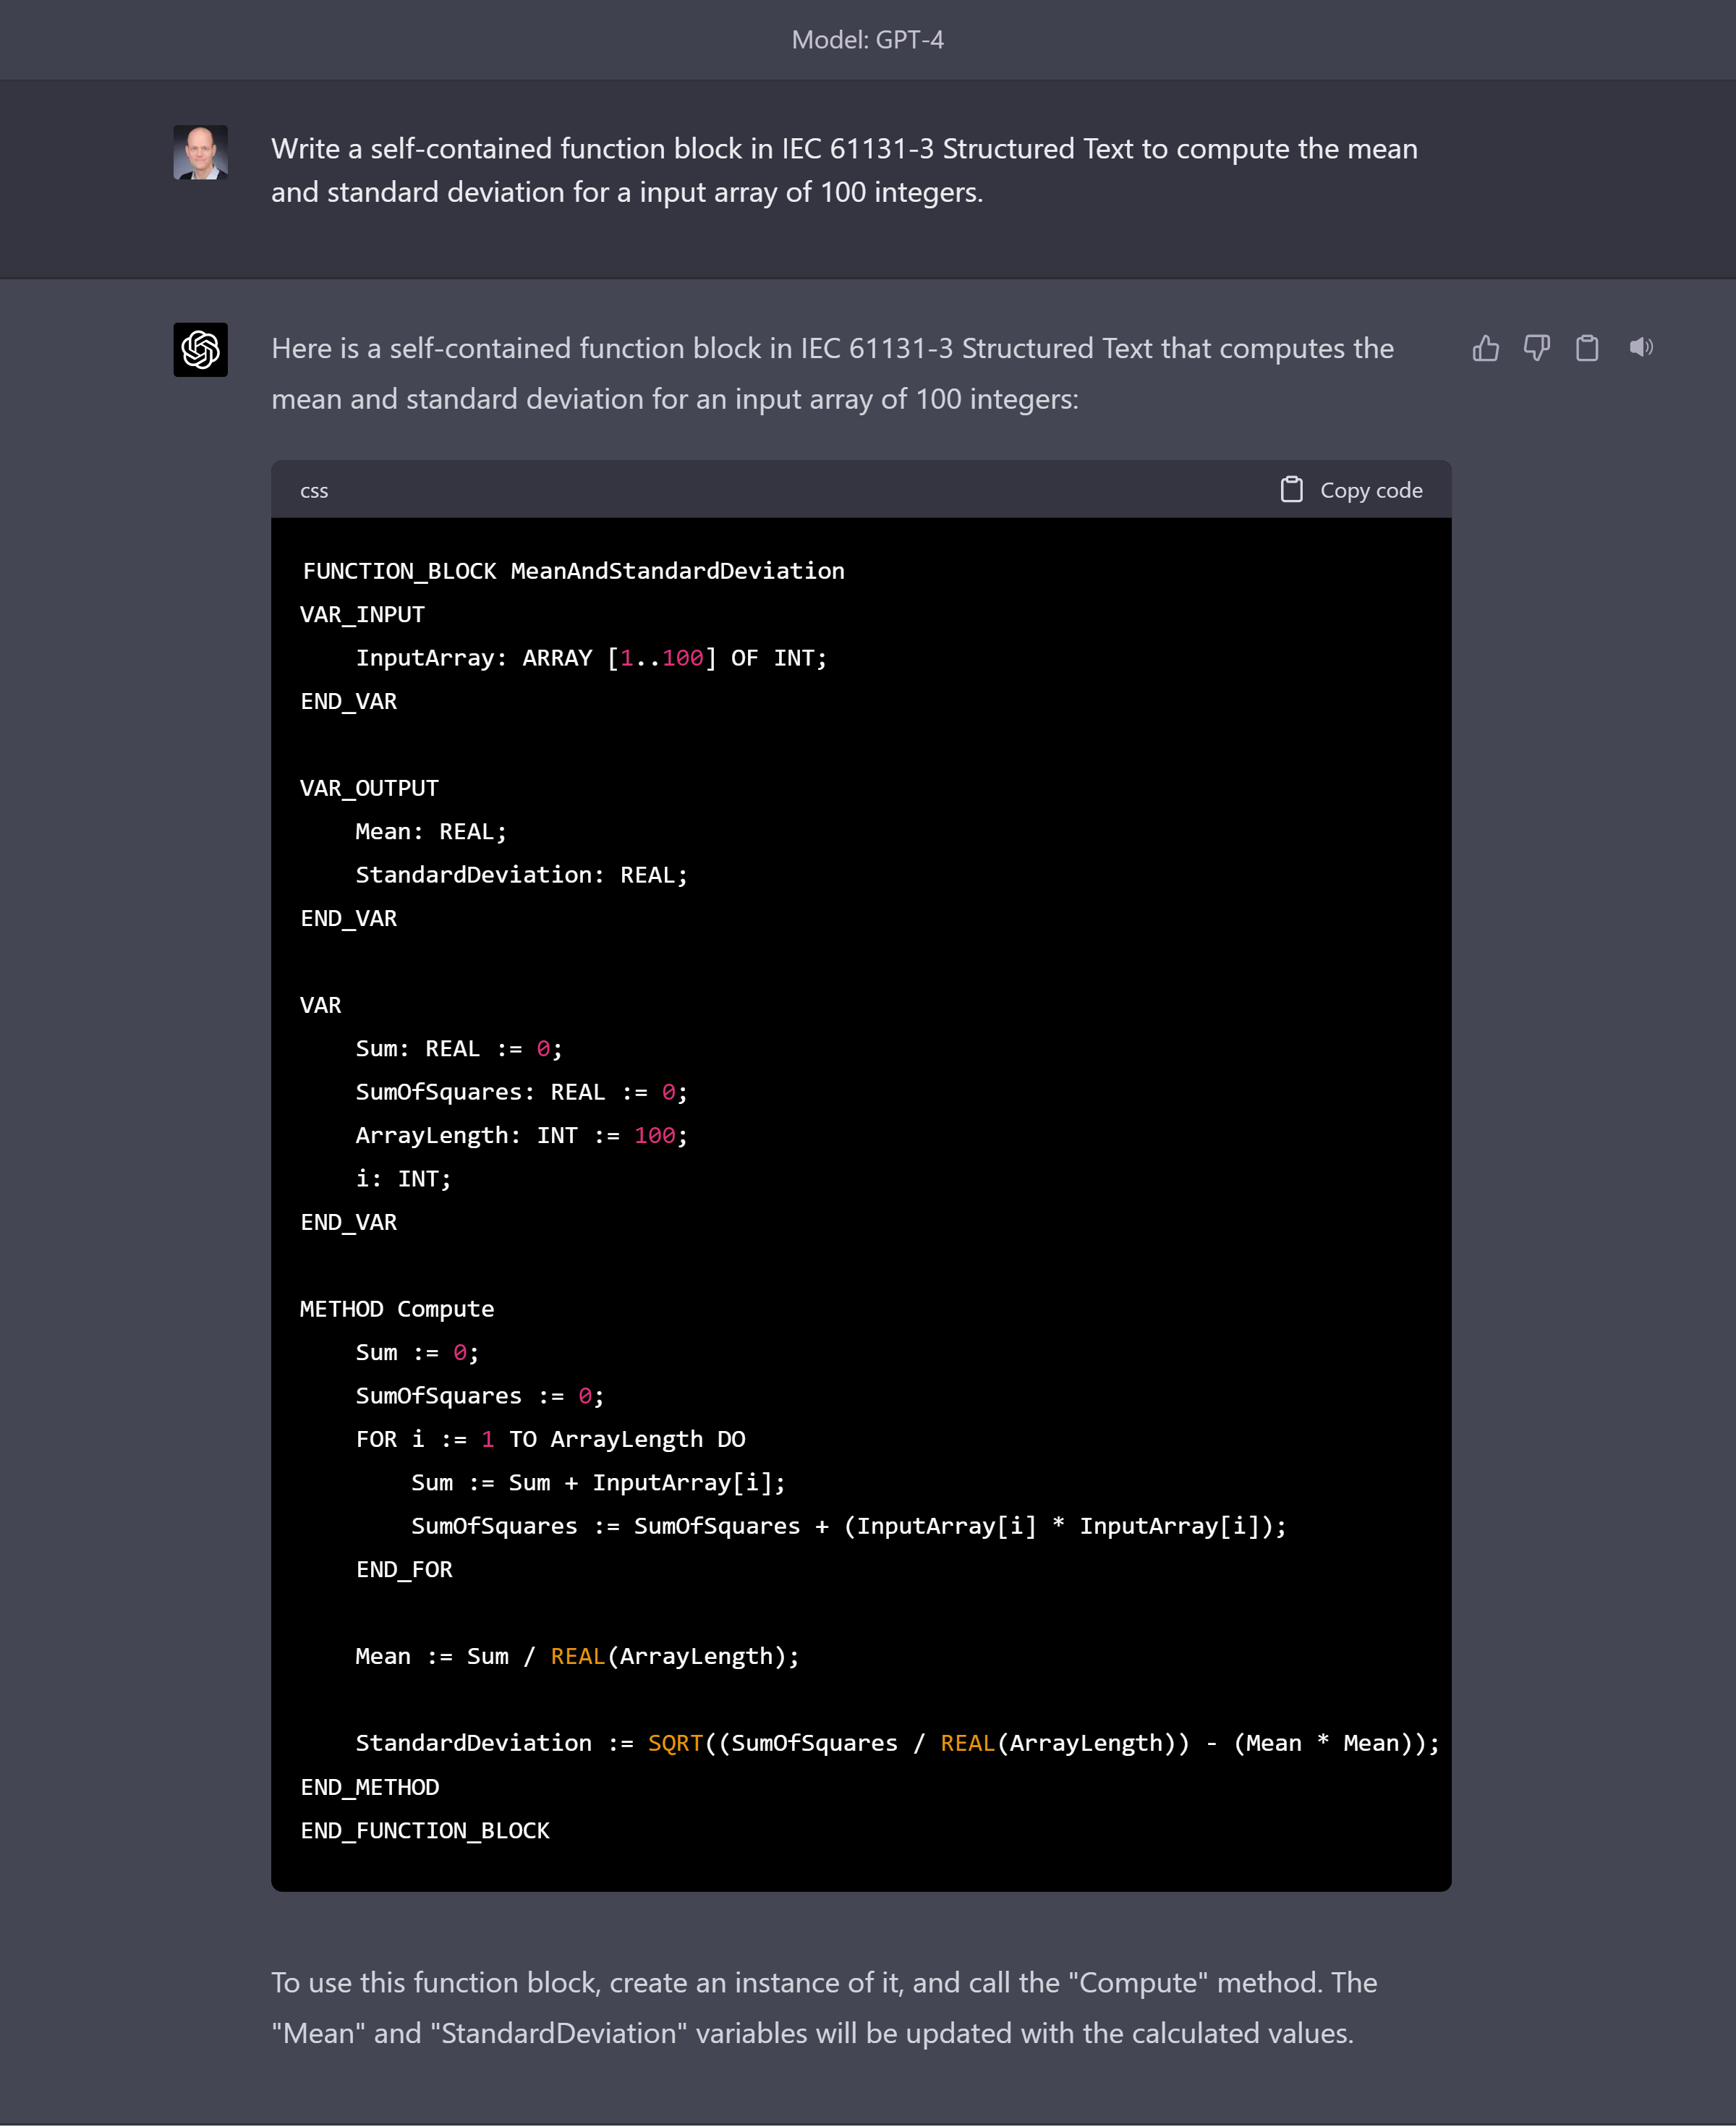 Model: GPT-4
Write a self-contained function block in IEC 61131-3 Structured Text to compute the mean
and standard deviation for a input array of 100 integers.
Here is a self-contained function block in IEC 61131-3 Structured Text that computes the
mean and standard deviation for an input array of 100 integers:
css Copy code
FUNCTION_BLOCK MeanAndStandardDeviation
VAR_INPUT
    InputArray: ARRAY [1..100] OF INT;
END_VAR

VAR_OUTPUT
    Mean: REAL;
    StandardDeviation: REAL;
END_VAR

VAR
    Sum: REAL := 0;
    SumOfSquares: REAL := 0;
    ArrayLength: INT := 100;
    i: INT;
END_VAR

METHOD Compute
    Sum := 0;
    SumOfSquares := 0;
    FOR i := 1 TO ArrayLength DO
        Sum := Sum + InputArray[i];
        SumOfSquares := SumOfSquares + (InputArray[i] * InputArray[i]);
    END_FOR

    Mean := Sum / REAL(ArrayLength);

    StandardDeviation := SQRT((SumOfSquares / REAL(ArrayLength)) - (Mean * Mean));
END_METHOD
END_FUNCTION_BLOCK
To use this function block, create an instance of it, and call the "Compute" method. The
"Mean" and "StandardDeviation" variables will be updated with the calculated values.